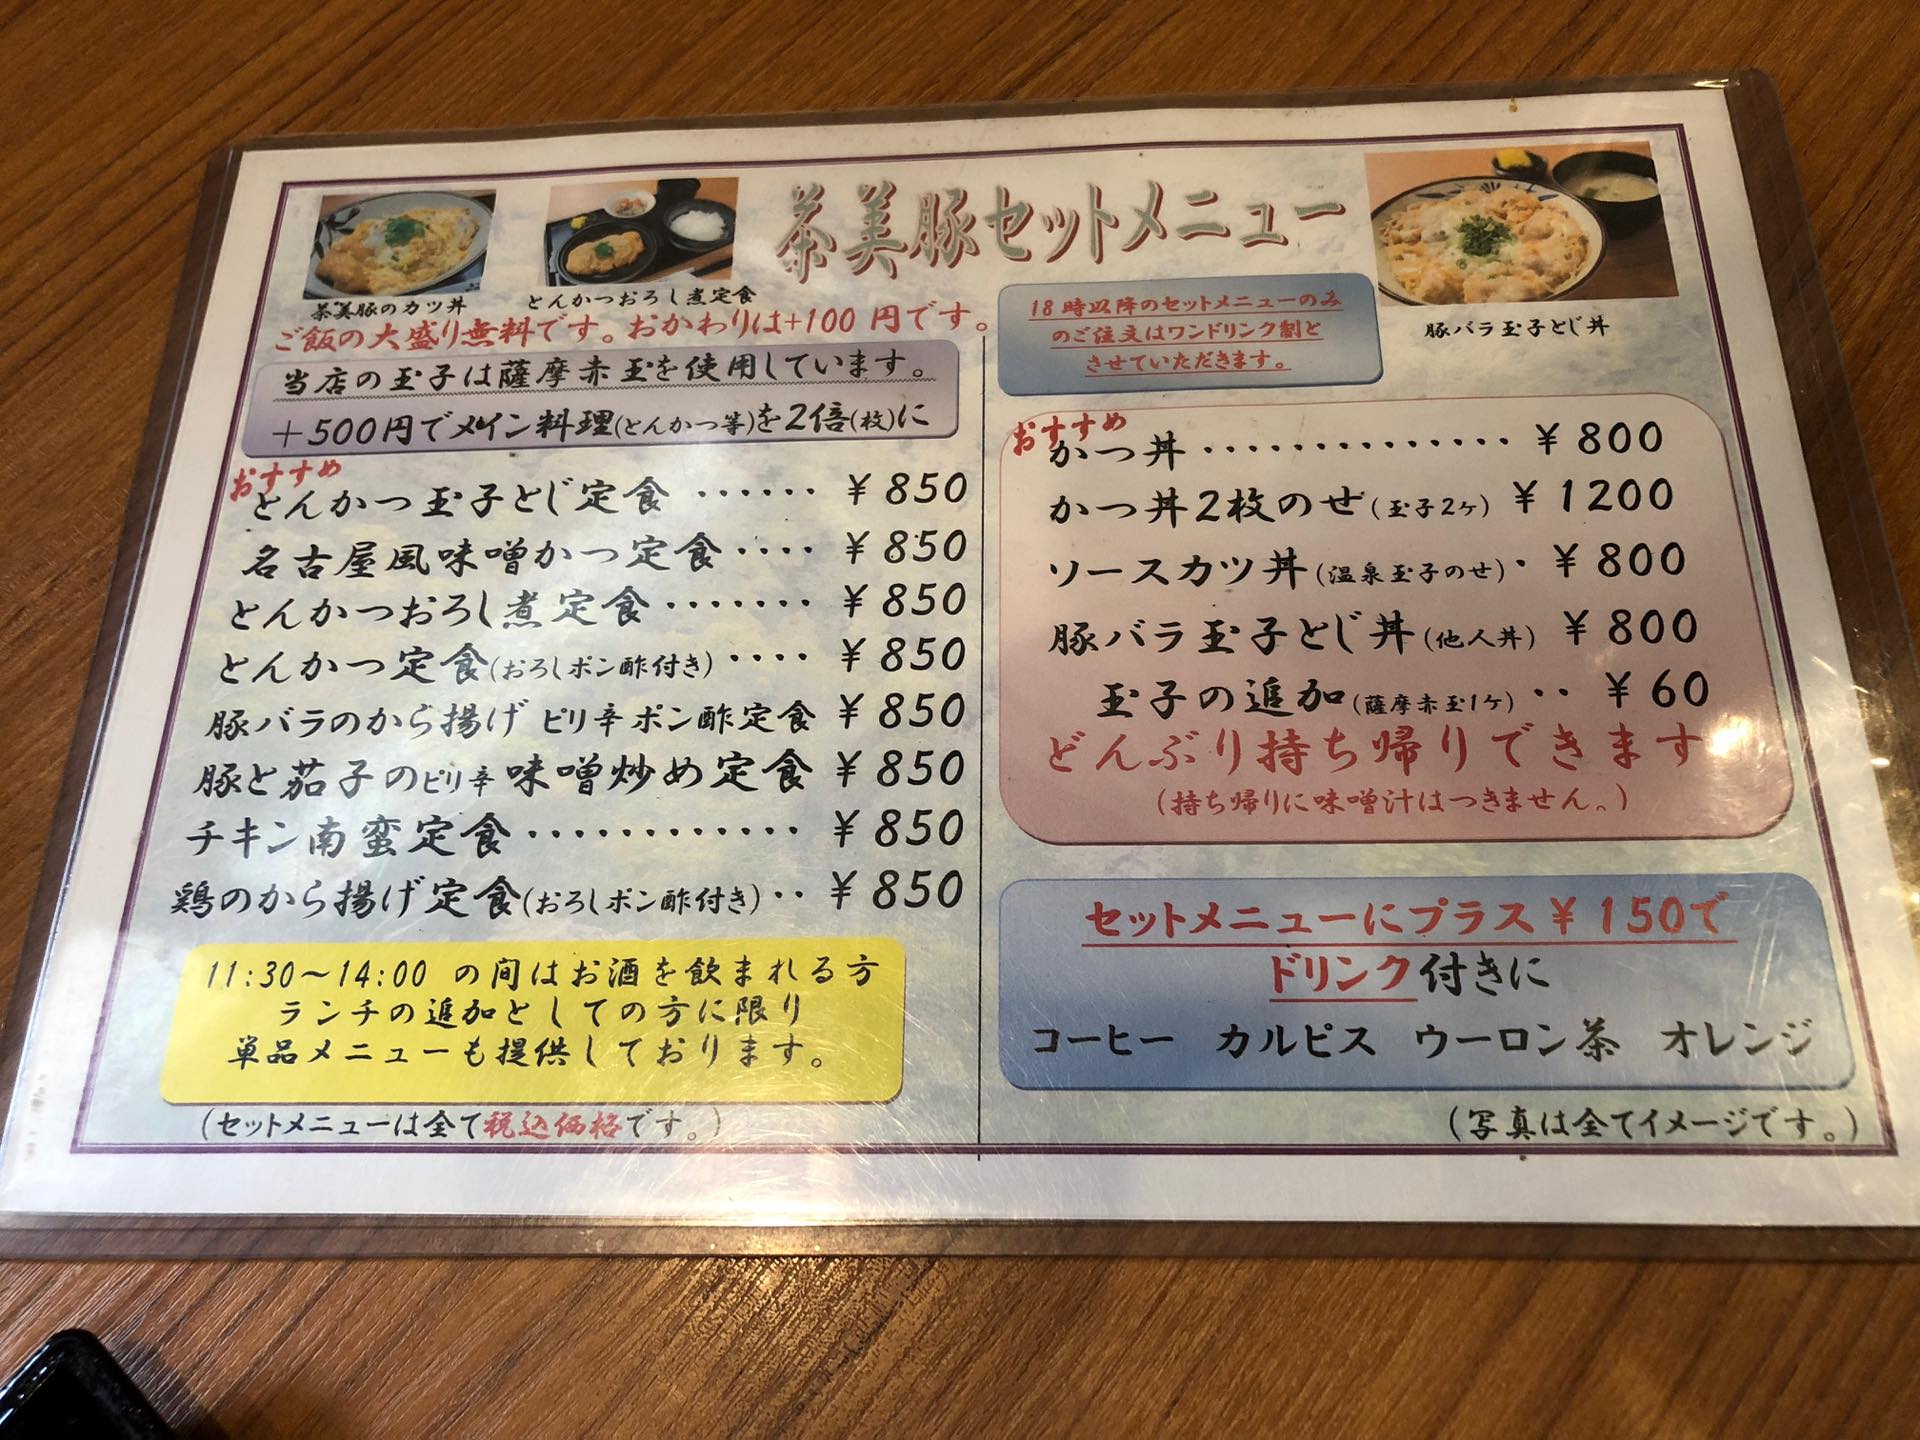 茶美豚セットメニュー
茶美豚のカツ丼
とんかつおろし煮定食
豚バラ玉子とじ丼
ご飯の大盛り無料です。おかわりは+100円です。
当店の玉子は薩摩赤玉を使用しています。
+500円でメイン料理(とんかつ等)を2倍(枚)に
おすすめ
とんかつ玉子とじ定食 ······ ¥850
名古屋風味噌かつ定食 ···· ¥850
とんかつおろし煮定食 ······· ¥850
とんかつ定食(おろしポン酢付き) ···· ¥850
豚バラのから揚げ ピリ辛ポン酢定食 ¥850
豚と茄子のピリ辛 味噌炒め定食 ¥850
チキン南蛮定食 ············ ¥850
鶏のから揚げ定食(おろしポン酢付き) ·· ¥850
11:30～14:00 の間はお酒を飲まれる方
ランチの追加としての方に限り
単品メニューも提供しております。
(セットメニューは全て税込価格です。)
18時以降のセットメニューのみ
のご注文はワンドリンク制と
させていただきます。
おすすめ
かつ丼 ·············· ¥800
かつ丼2枚のせ(玉子2ケ) ¥1200
ソースカツ丼(温泉玉子のせ) · ¥800
豚バラ玉子とじ丼(他人丼) ¥800
玉子の追加(薩摩赤玉1ケ) ·· ¥60
どんぶり持ち帰りできます
(持ち帰りに味噌汁はつきません。)
セットメニューにプラス¥150で
ドリンク付きに
コーヒー カルピス ウーロン茶 オレンジ
(写真は全てイメージです。)